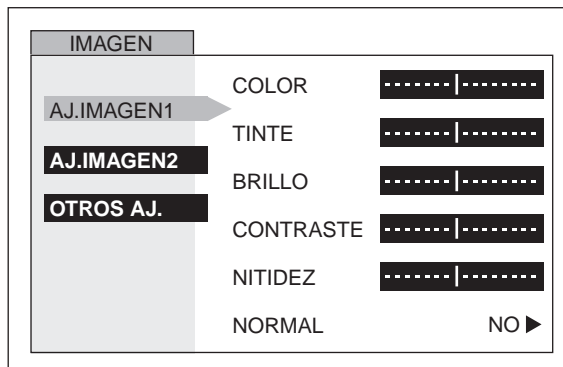 IMAGEN
AJ.IMAGEN1
AJ.IMAGEN2
OTROS AJ.
COLOR
TINTE
BRILLO
CONTRASTE
NITIDEZ
NORMAL NO ▶